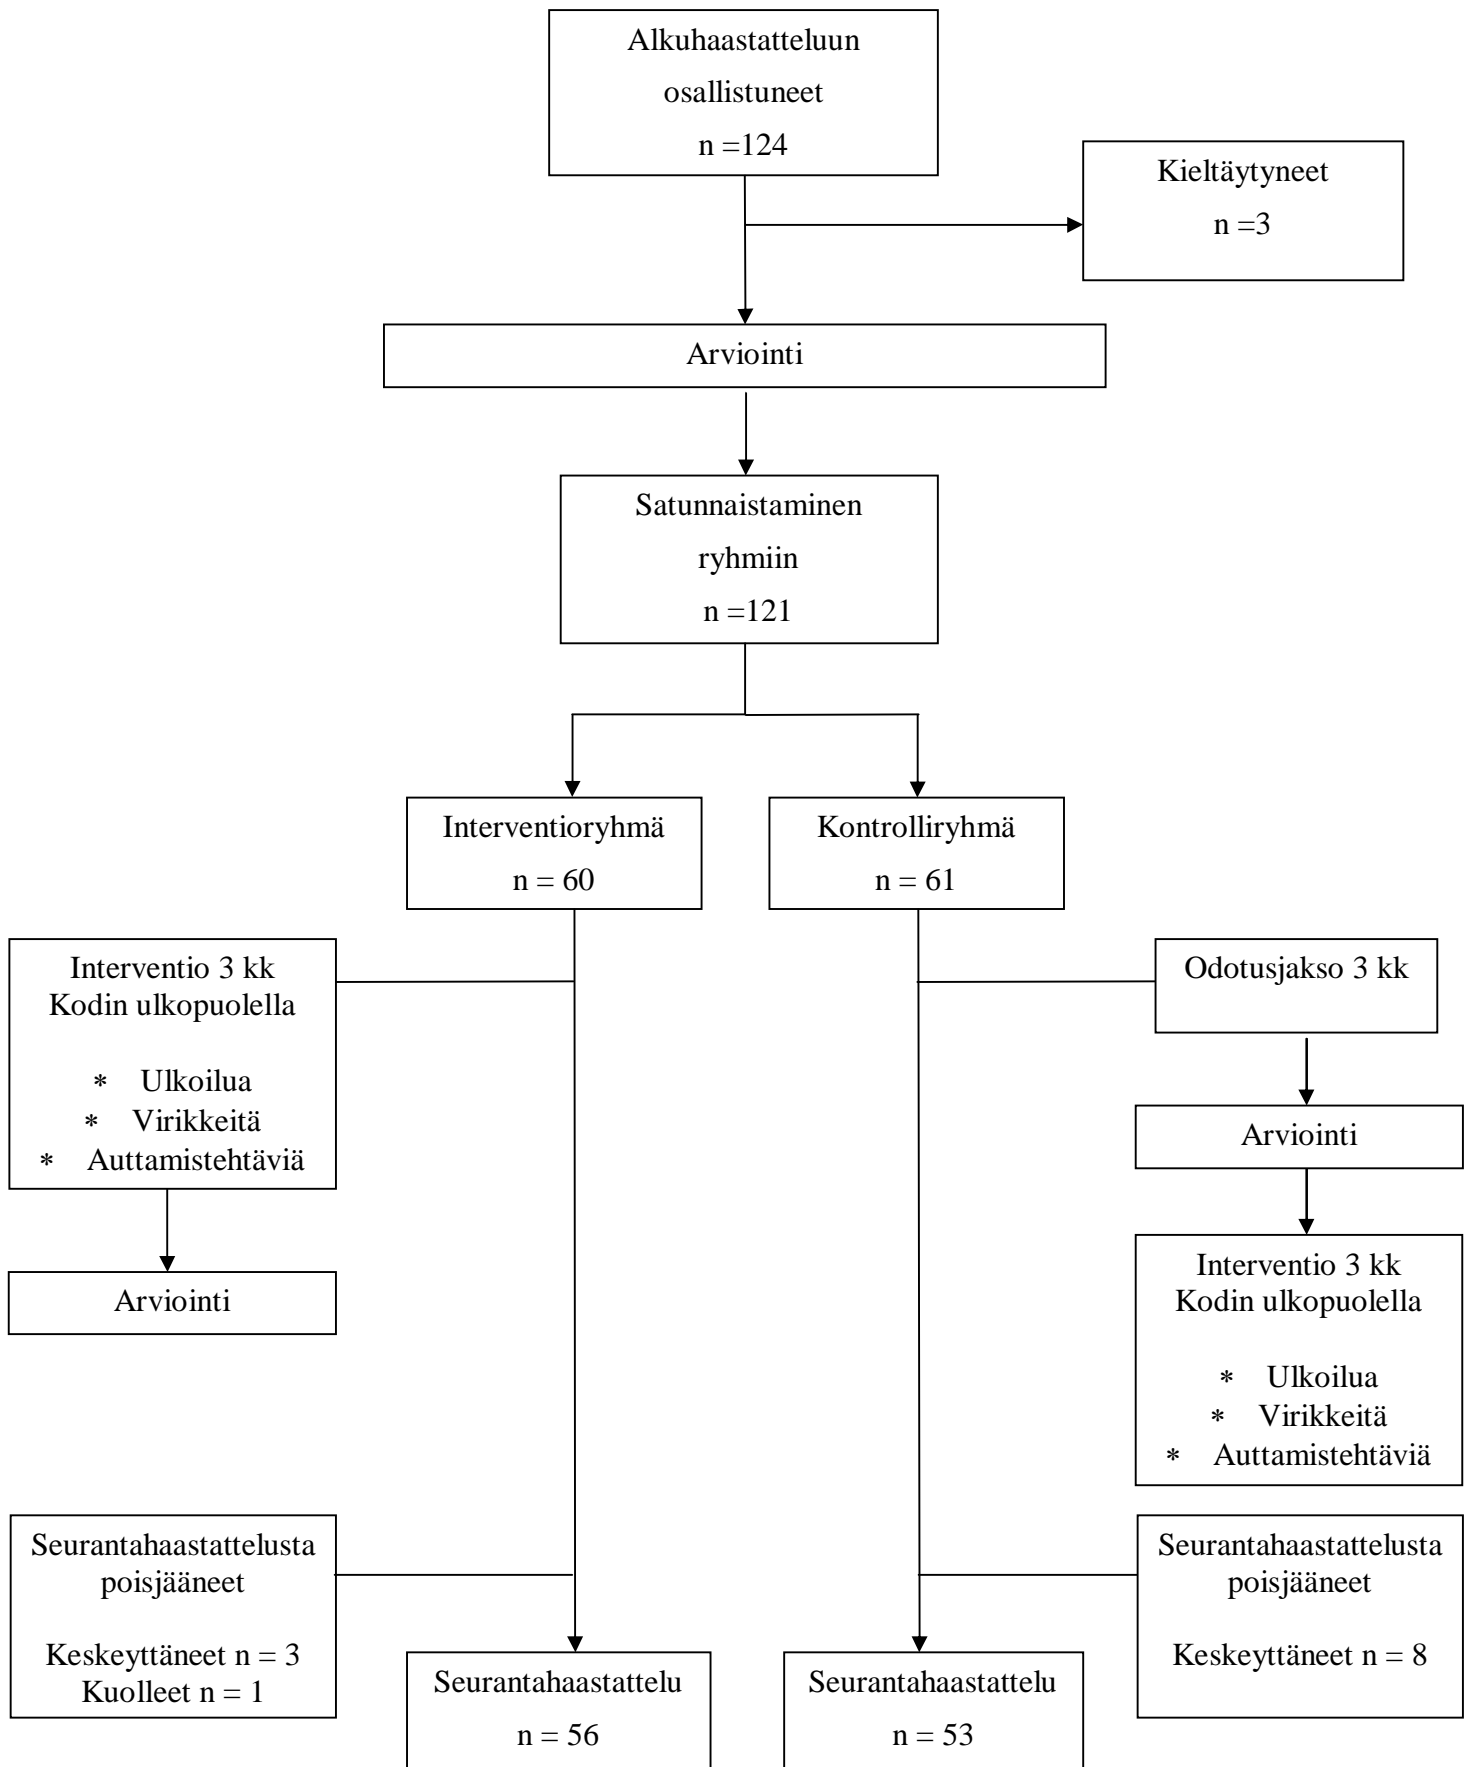 Alkuhaastatteluun
osallistuneet
n =124
Kieltäytyneet
n =3
Arviointi
Satunnaistaminen
ryhmiin
n =121
Interventioryhmä
n = 60
Kontrolliryhmä
n = 61
Interventio 3 kk
Kodin ulkopuolella
* Ulkoilua
* Virikkeitä
* Auttamistehtäviä
Arviointi
Odotusjakso 3 kk
Arviointi
Interventio 3 kk
Kodin ulkopuolella
* Ulkoilua
* Virikkeitä
* Auttamistehtäviä
Seurantahaastattelusta
poisjääneet
Keskeyttäneet n = 3
Kuolleet n = 1
Seurantahaastattelu
n = 56
Seurantahaastattelu
n = 53
Seurantahaastattelusta
poisjääneet
Keskeyttäneet n = 8